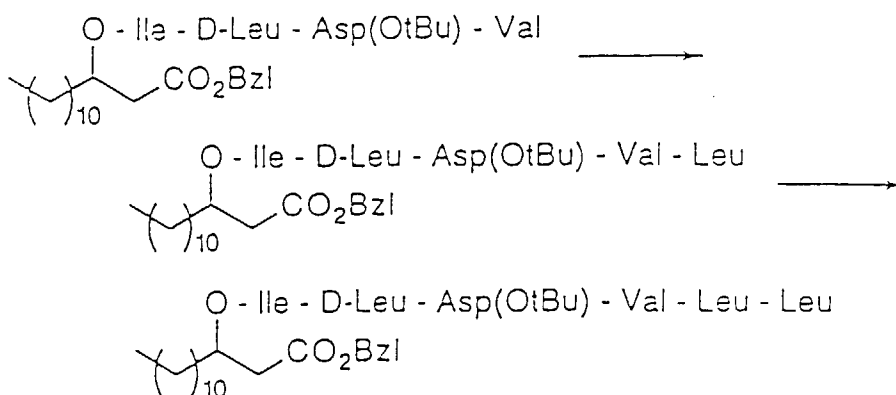 O - Ile - D-Leu - Asp(OtBu) - Val
CO2Bzl
10
O - Ile - D-Leu - Asp(OtBu) - Val - Leu
CO2Bzl
10
O - Ile - D-Leu - Asp(OtBu) - Val - Leu - Leu
CO2Bzl
10